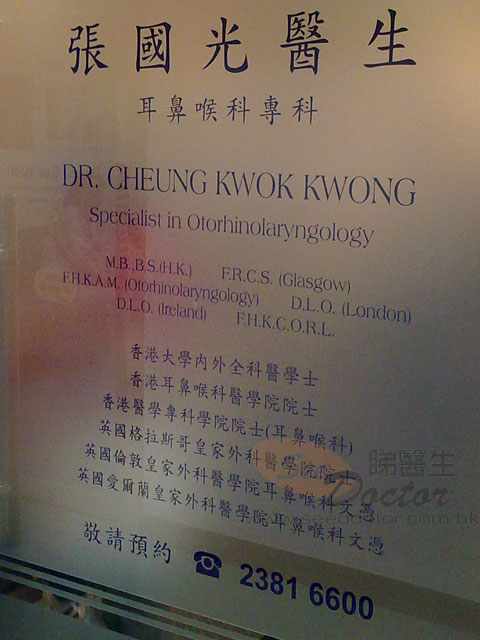 張國光醫生
耳鼻喉科專科
DR. CHEUNG KWOK KWONG
Specialist in Otorhinolaryngology
M.B.,B.S.(H.K.) F.R.C.S. (Glasgow)
F.H.K.A.M. (Otorhinolaryngology) D.L.O. (London)
D.L.O. (Ireland) F.H.K.C.O.R.L.
香港大學內外全科醫學士
香港耳鼻喉科醫學院院士
香港醫學專科學院院士(耳鼻喉科)
英國格拉斯哥皇家外科醫學院院士
英國倫敦皇家外科醫學院耳鼻喉科文憑
英國愛爾蘭皇家外科醫學院耳鼻喉科文憑
睇醫生
Doctor
www.seedoctor.com.hk
敬請預約 ☎ 2381 6600